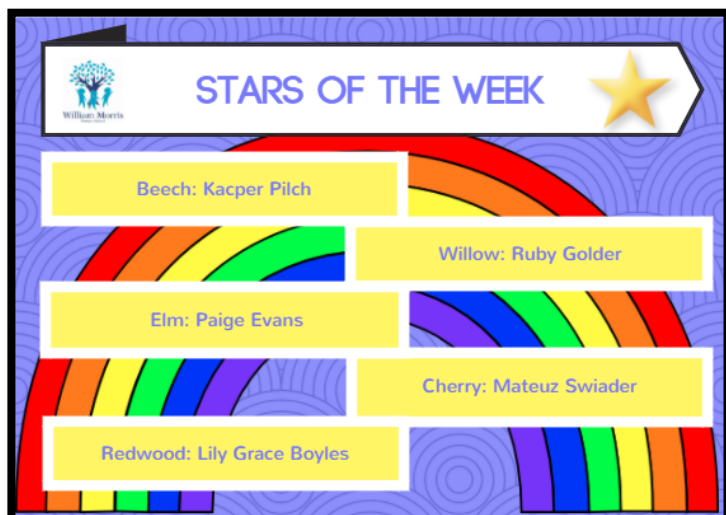 William Morris
STARS OF THE WEEK
Beech: Kacper Pilch
Willow: Ruby Golder
Elm: Paige Evans
Cherry: Mateuz Swiader
Redwood: Lily Grace Boyles